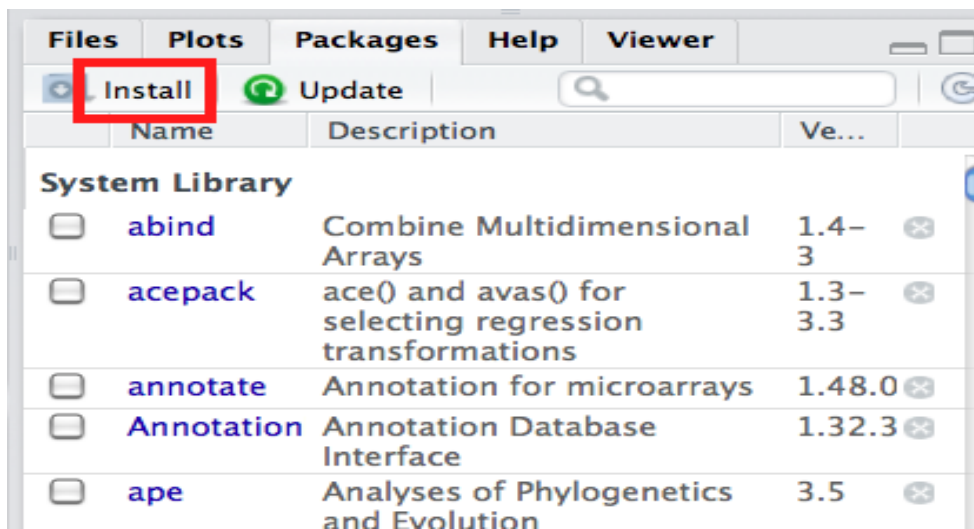 Files Plots Packages Help Viewer
Install Update
Name Description Ve...
System Library
abind Combine Multidimensional 1.4-
Arrays 3
acepack ace() and avas() for 1.3-
selecting regression 3.3
transformations
annotate Annotation for microarrays 1.48.0
Annotation Annotation Database 1.32.3
Interface
ape Analyses of Phylogenetics 3.5
and Evolution